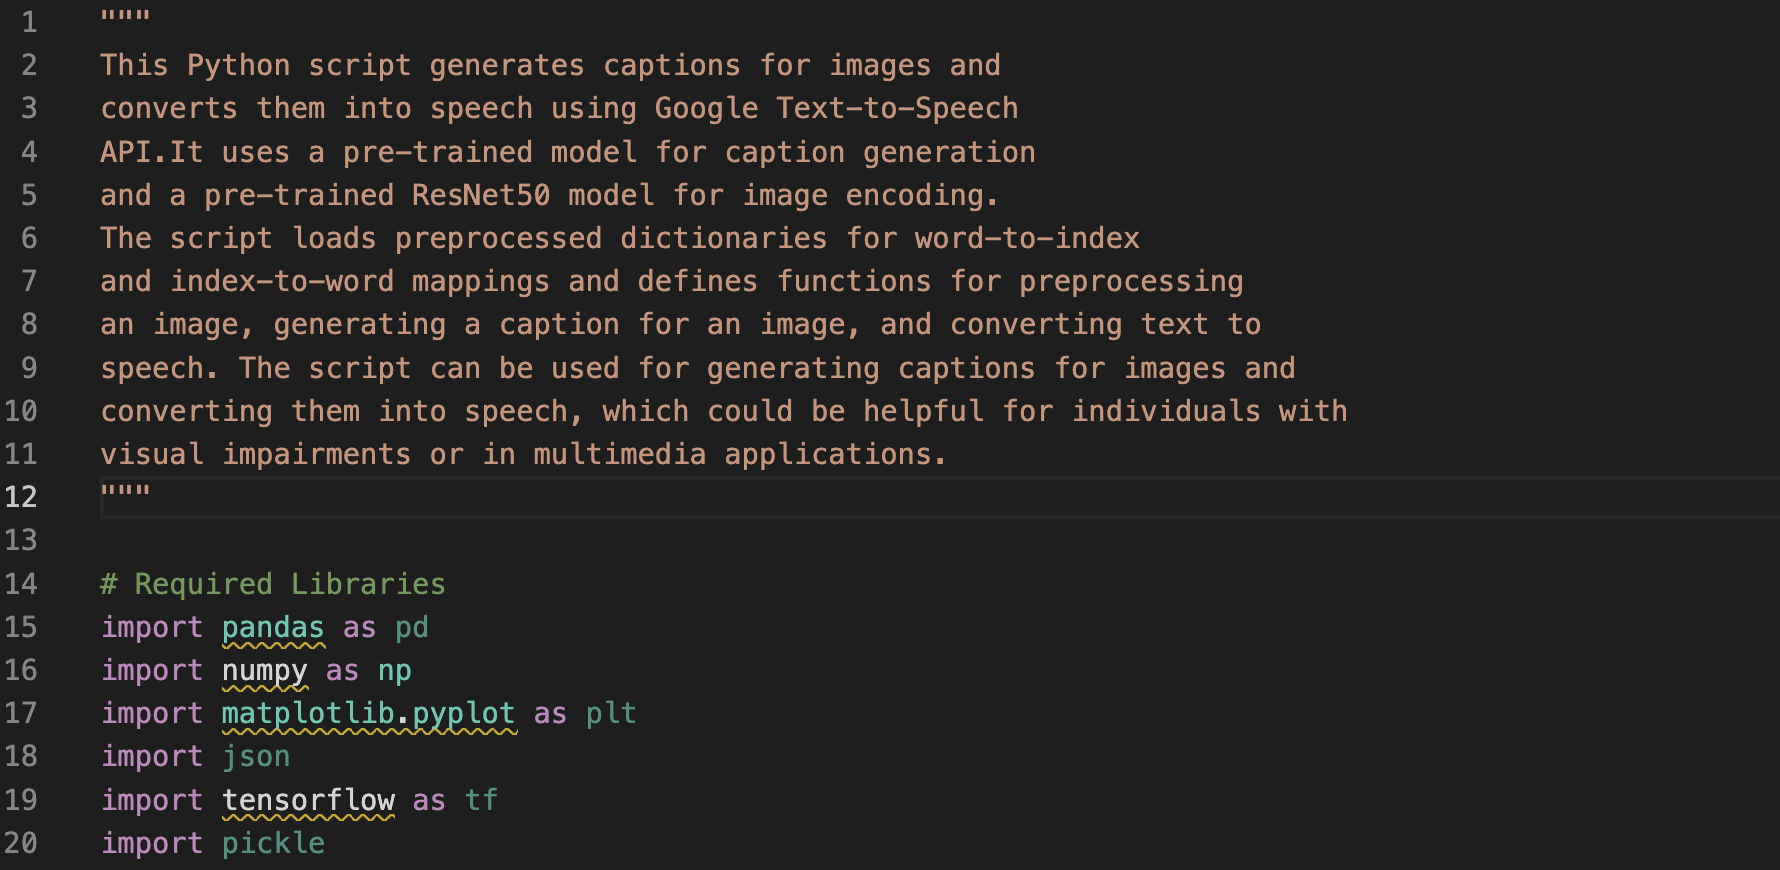 1 """
2 This Python script generates captions for images and
3 converts them into speech using Google Text-to-Speech
4 API.It uses a pre-trained model for caption generation
5 and a pre-trained ResNet50 model for image encoding.
6 The script loads preprocessed dictionaries for word-to-index
7 and index-to-word mappings and defines functions for preprocessing
8 an image, generating a caption for an image, and converting text to
9 speech. The script can be used for generating captions for images and
10 converting them into speech, which could be helpful for individuals with
11 visual impairments or in multimedia applications.
12 """
13
14 # Required Libraries
15 import pandas as pd
16 import numpy as np
17 import matplotlib.pyplot as plt
18 import json
19 import tensorflow as tf
20 import pickle